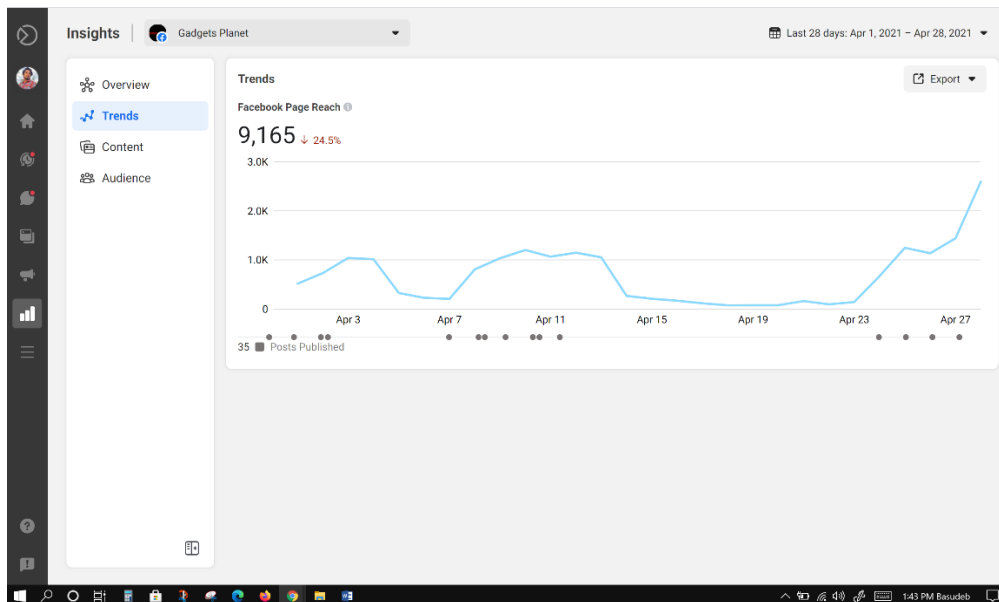 Insights
Gadgets Planet
Last 28 days: Apr 1, 2021 – Apr 28, 2021
Overview
Trends
Content
Audience
Trends
Export
Facebook Page Reach
9,165 ↓ 24.5%
3.0K
2.0K
1.0K
0
Apr 3 Apr 7 Apr 11 Apr 15 Apr 19 Apr 23 Apr 27
35 Posts Published
1:43 PM Basudeb